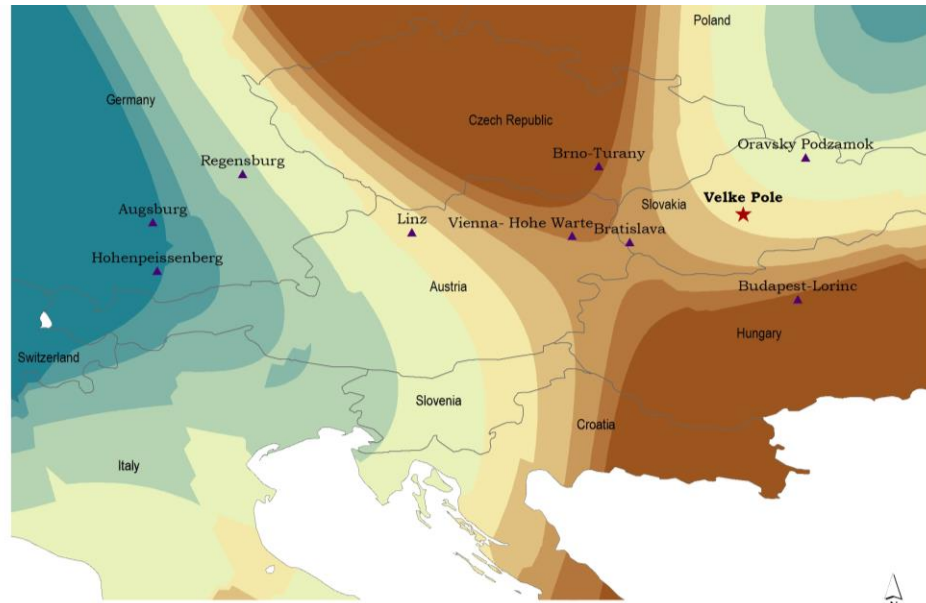 Poland
Germany
Czech Republic
Oravsky Podzamok
Brno-Turany
Regensburg
Velke Pole
Slovakia
Augsburg
Linz
Vienna- Hohe Warte
Bratislava
Hohenpeissenberg
Austria
Budapest-Lorinc
Hungary
Switzerland
Slovenia
Croatia
Italy
N